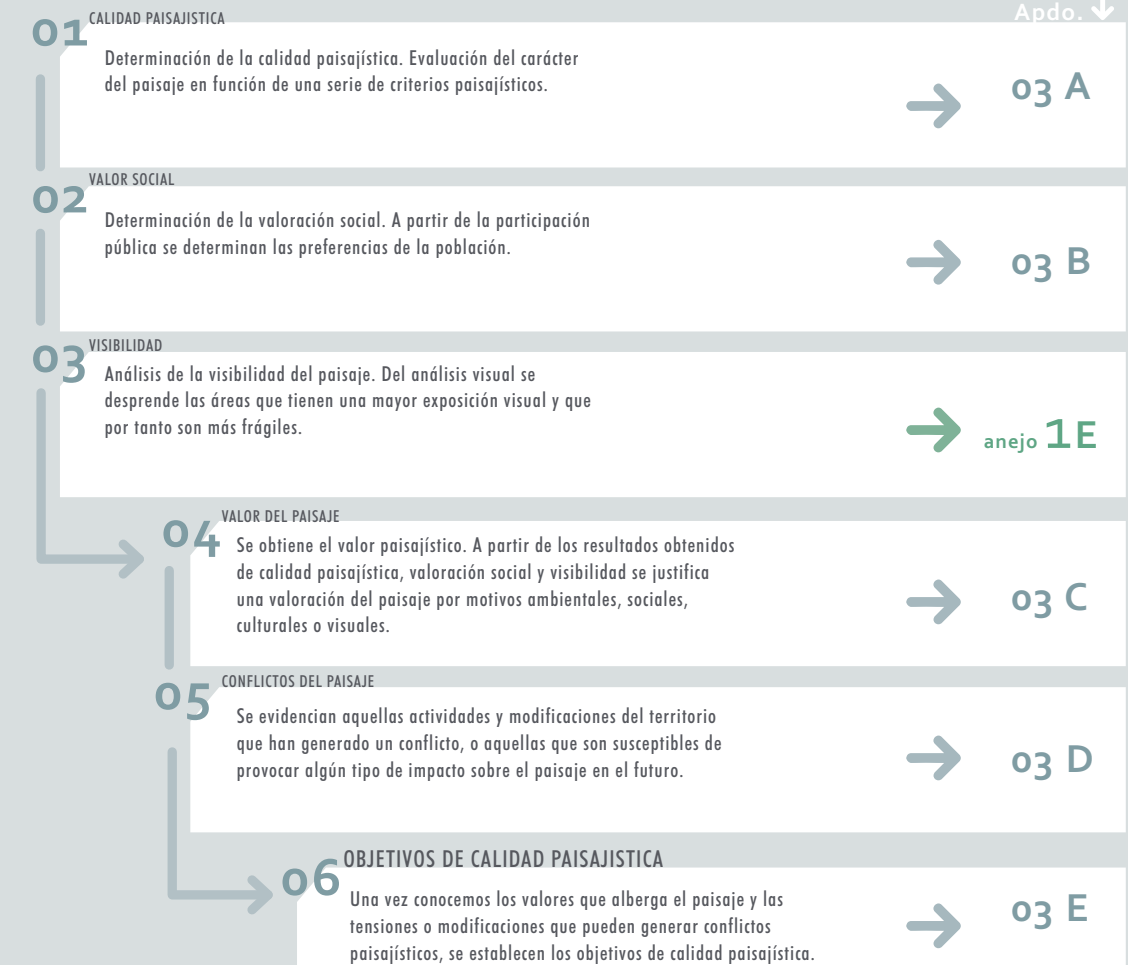 Apdo.
01 CALIDAD PAISAJISTICA
Determinación de la calidad paisajística. Evaluación del carácter
del paisaje en función de una serie de criterios paisajísticos.
03 A
02 VALOR SOCIAL
Determinación de la valoración social. A partir de la participación
pública se determinan las preferencias de la población.
03 B
03 VISIBILIDAD
Análisis de la visibilidad del paisaje. Del análisis visual se
desprende las áreas que tienen una mayor exposición visual y que
por tanto son más frágiles.
anejo 1E
04 VALOR DEL PAISAJE
Se obtiene el valor paisajístico. A partir de los resultados obtenidos
de calidad paisajística, valoración social y visibilidad se justifica
una valoración del paisaje por motivos ambientales, sociales,
culturales o visuales.
03 C
05 CONFLICTOS DEL PAISAJE
Se evidencian aquellas actividades y modificaciones del territorio
que han generado un conflicto, o aquellas que son susceptibles de
provocar algún tipo de impacto sobre el paisaje en el futuro.
03 D
06 OBJETIVOS DE CALIDAD PAISAJISTICA
Una vez conocemos los valores que alberga el paisaje y las
tensiones o modificaciones que pueden generar conflictos
paisajísticos, se establecen los objetivos de calidad paisajística.
03 E